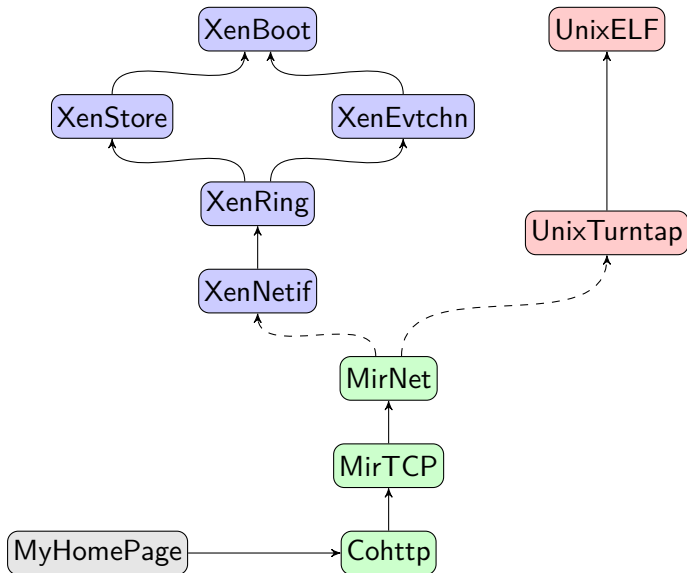 XenBoot
UnixELF
XenStore
XenEvtchn
XenRing
UnixTurntap
XenNetif
MirNet
MirTCP
MyHomePage
Cohttp